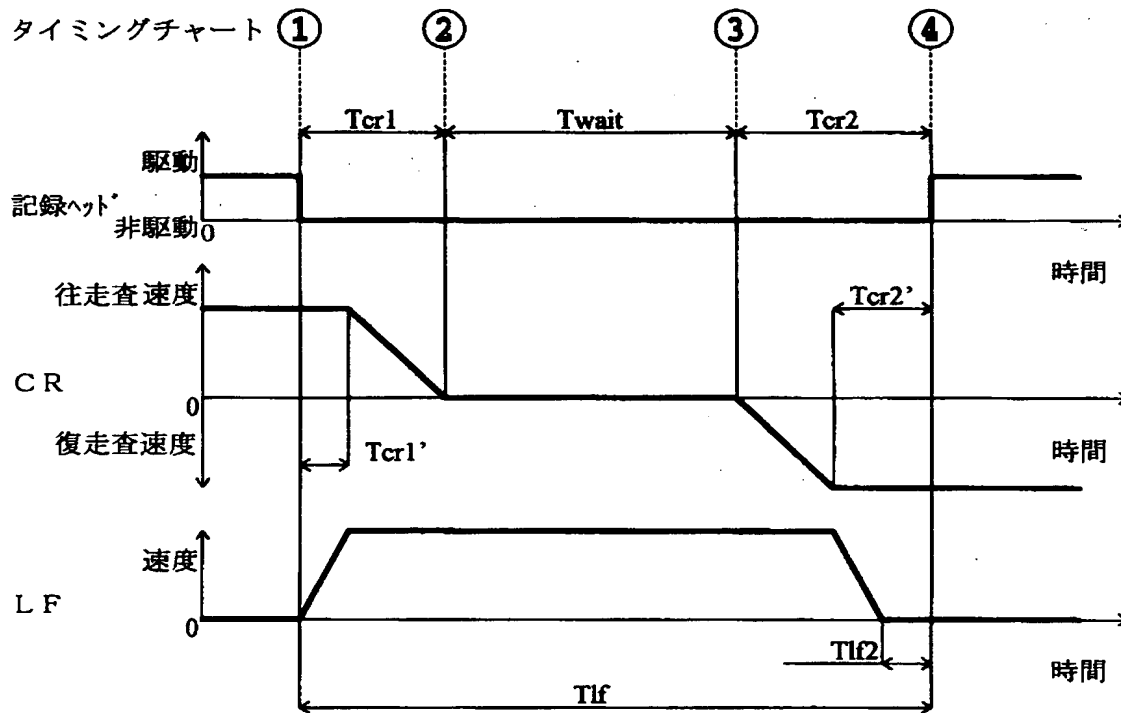 タイミングチャート ① ② ③ ④
Tcr1 Twait Tcr2
駆動
記録ヘッド
非駆動 0
時間
往走査速度
Tcr2’
CR
0
復走査速度
Tcr1’
時間
速度
LF
0
Tlf2
時間
Tlf